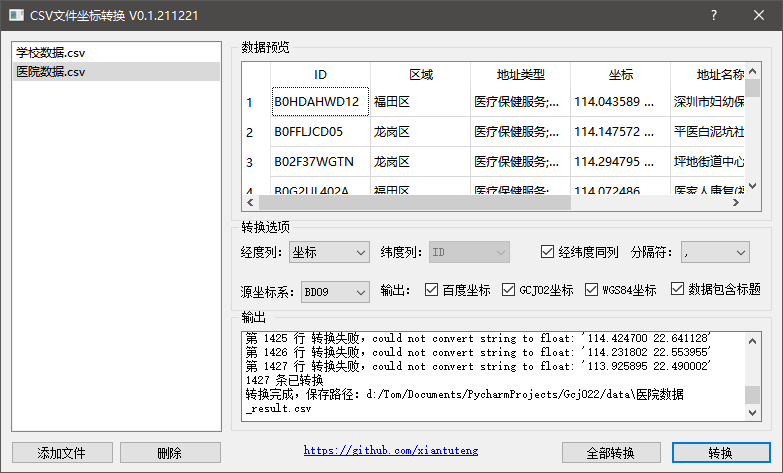 CSV文件坐标转换 V0.1.211221
学校数据.csv
医院数据.csv
数据预览
ID 区域 地址类型 坐标 地址名称
1 B0HDAHWD12 福田区 医疗保健服务;... 114.043589 ... 深圳市妇幼保
2 B0FFLJCD05 龙岗区 医疗保健服务;... 114.147572 ... 平医白泥坑社
3 B02F37WGTN 龙岗区 医疗保健服务;... 114.294795 ... 坪地街道中心
4 B0G2UL402A 福田区 医疗保健服务; 114.072486 医家人康复(福
转换选项
经度列: 坐标 纬度列: ID 经纬度同列 分隔符: ,
源坐标系: BD09 输出: 百度坐标 GCJ02坐标 WGS84坐标 数据包含标题
输出
第 1425 行 转换失败，could not convert string to float: '114.424700 22.641128'
第 1426 行 转换失败，could not convert string to float: '114.231802 22.553955'
第 1427 行 转换失败，could not convert string to float: '113.925895 22.490002'
1427 条已转换
转换完成，保存路径：d:/Tom/Documents/PycharmProjects/Gcj022/data\医院数据
_result.csv
添加文件 删除 https://github.com/xiantuteng 全部转换 转换